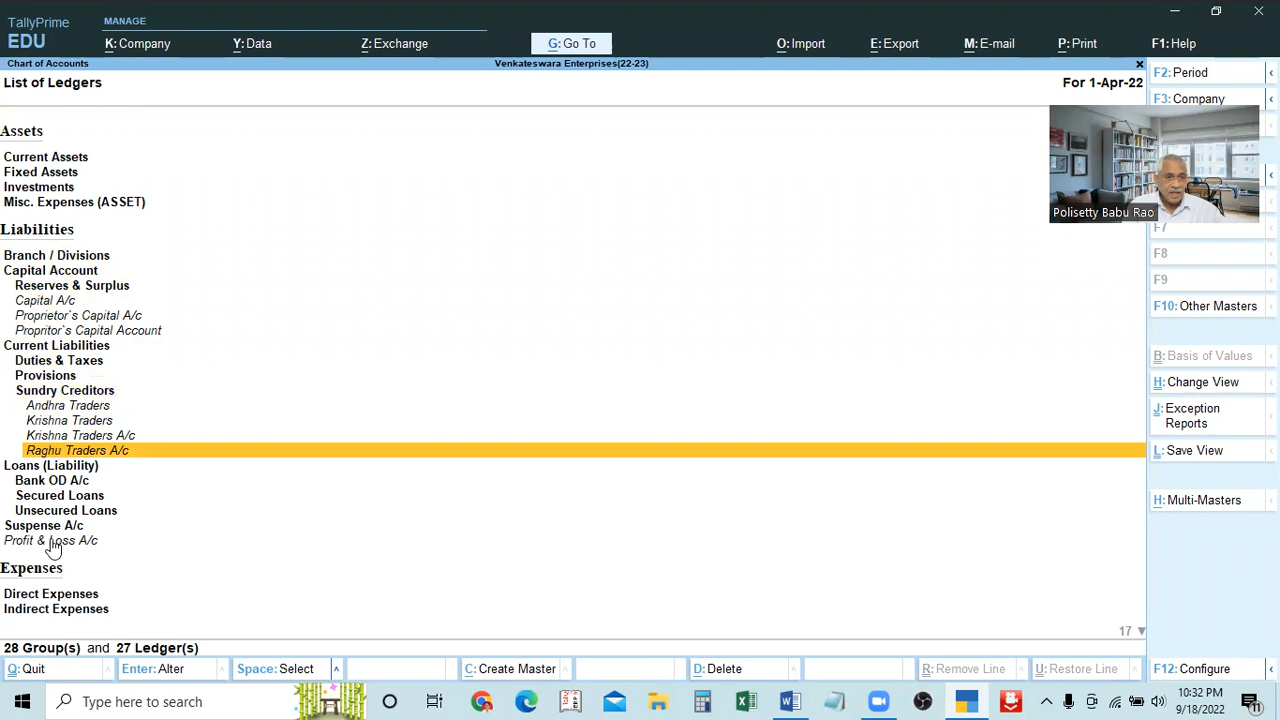 TallyPrime
MANAGE
EDU
K: Company
Y: Data
Z: Exchange
G: Go To
O: Import
E: Export
M: E-mail
P: Print
F1: Help
Chart of Accounts
Venkateswara Enterprises(22-23)
List of Ledgers
For 1-Apr-22
F2: Period
F3: Company
Assets
Current Assets
Fixed Assets
Investments
Misc. Expenses (ASSET)
Polisetty Babu Rao
Liabilities
F7
Branch / Divisions
F8
Capital Account
Reserves & Surplus
F9
Capital A/c
Proprietor's Capital A/c
F10: Other Masters
Propritor`s Capital Account
Current Liabilities
B: Basis of Values
Duties & Taxes
Provisions
H: Change View
Sundry Creditors
Andhra Traders
J: Exception
Reports
Krishna Traders
Krishna Traders A/c
Raghu Traders A/c
L: Save View
Loans (Liability)
Bank OD A/c
Secured Loans
H: Multi-Masters
Unsecured Loans
Suspense A/c
Profit & Loss A/c
Expenses
Direct Expenses
Indirect Expenses
17
28 Group(s) and 27 Ledger(s)
Q: Quit
Enter: Alter
Space: Select
C: Create Master
D: Delete
R: Remove Line
U: Restore Line
F12: Configure
Type here to search
10:32 PM
9/18/2022
11